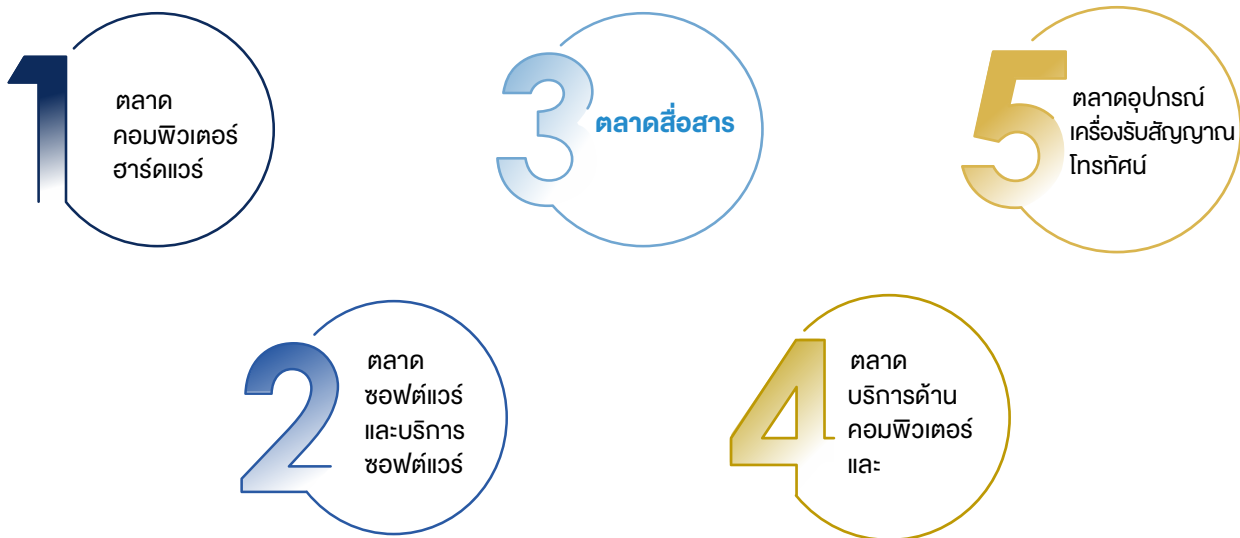 1
ตลาด
คอมพิวเตอร์
ฮาร์ดแวร์
2
ตลาด
ซอฟต์แวร์
และบริการ
ซอฟต์แวร์
3
ตลาดสื่อสาร
4
ตลาด
บริการด้าน
คอมพิวเตอร์
และ
5
ตลาดอุปกรณ์
เครื่องรับสัญญาณ
โทรทัศน์